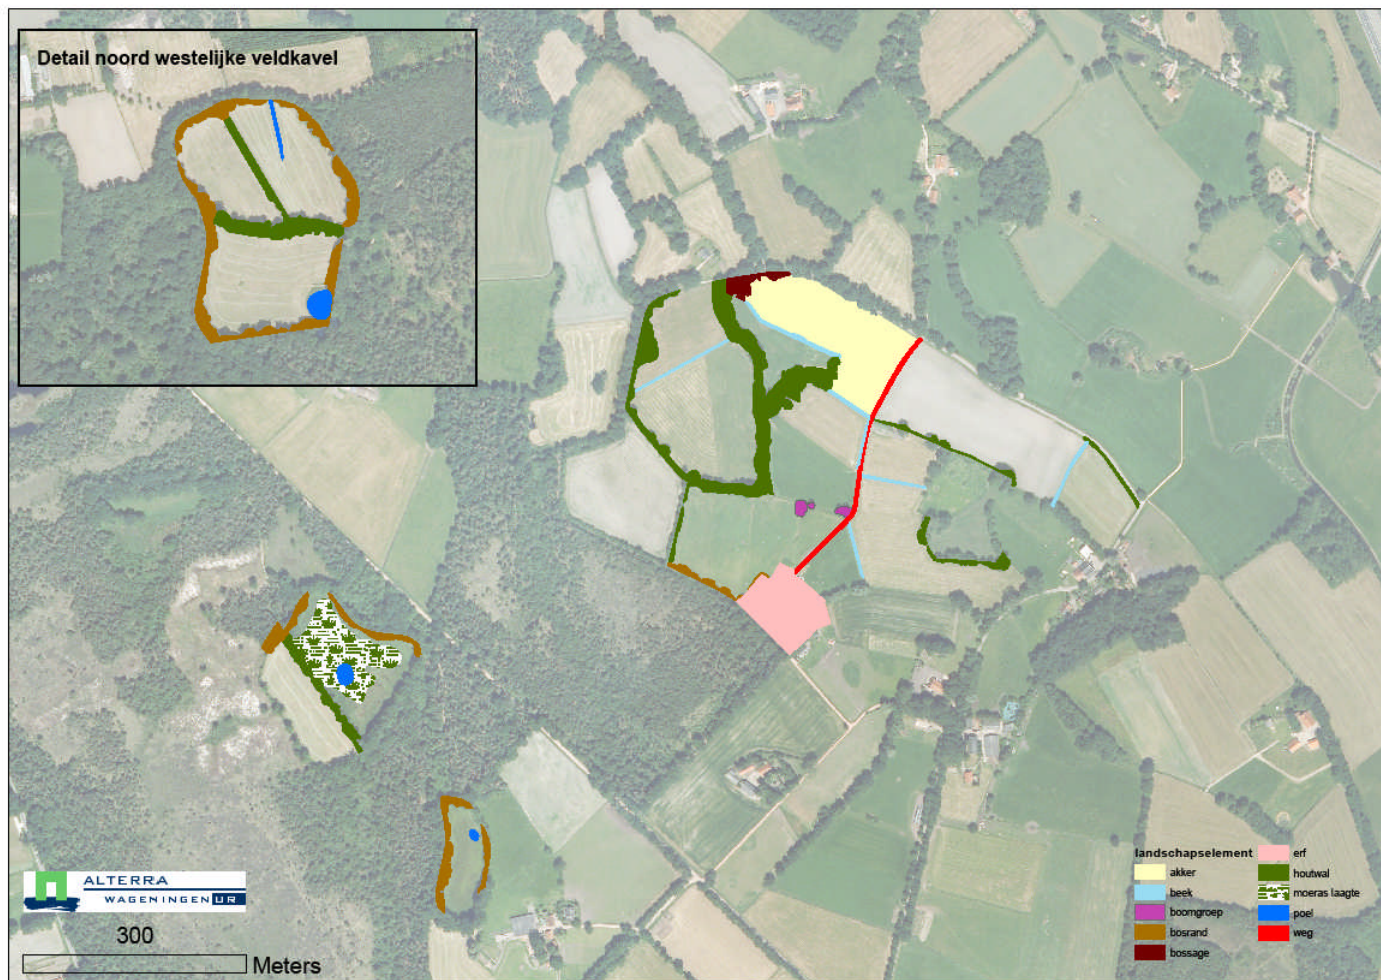 Detail noord westelijke veldkavel
landschapselement
akker
beek
boomgroep
bosrand
bossage
erf
houtwal
moeras laagte
poel
weg
ALTERRA
WAGENINGEN UR
300
Meters